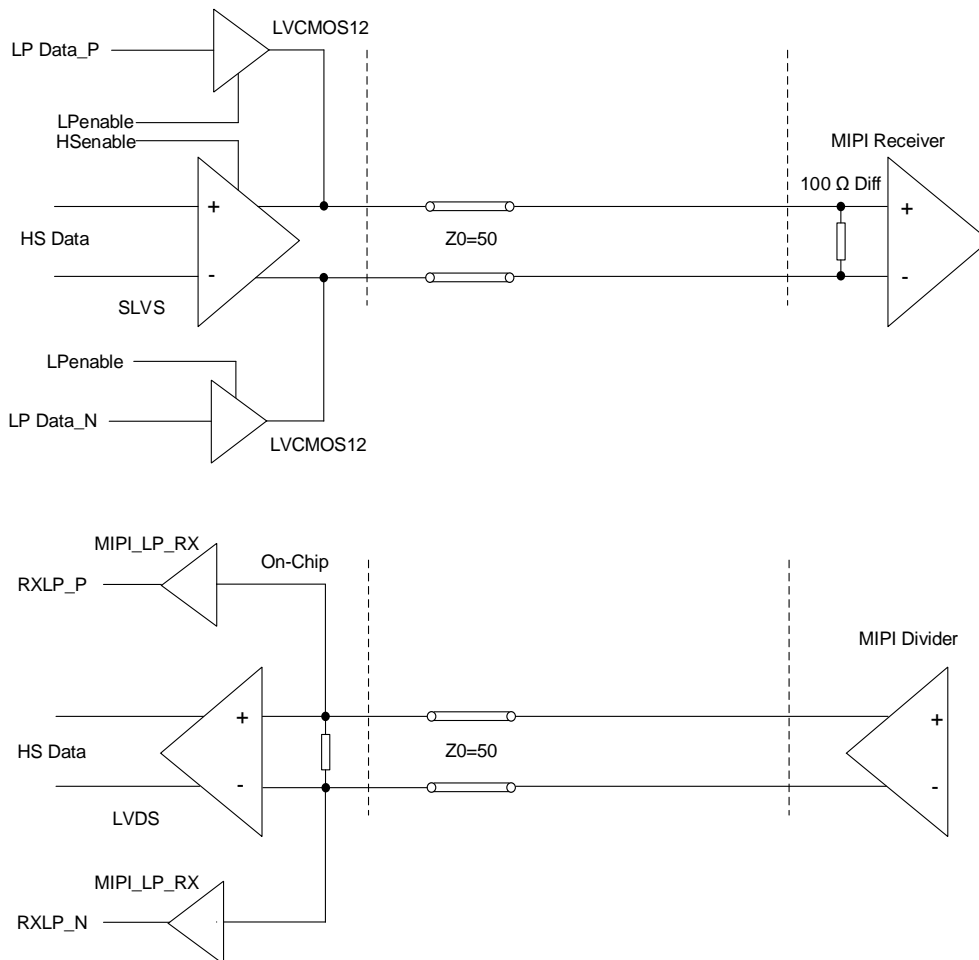 LVCMOS12
LP Data_P
LPenable
HSenable
MIPI Receiver
100 Ω Diff
+
+
HS Data
Z0=50
-
-
SLVS
LPenable
LP Data_N
LVCMOS12
MIPI_LP_RX
On-Chip
RXLP_P
MIPI Divider
+
+
HS Data
Z0=50
-
-
LVDS
MIPI_LP_RX
RXLP_N